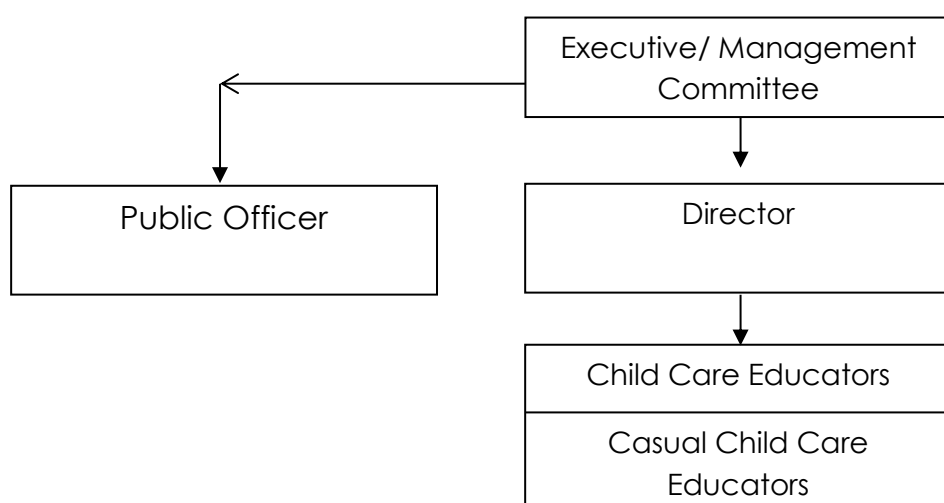 Executive/ Management
Committee
Public Officer
Director
Child Care Educators
Casual Child Care
Educators